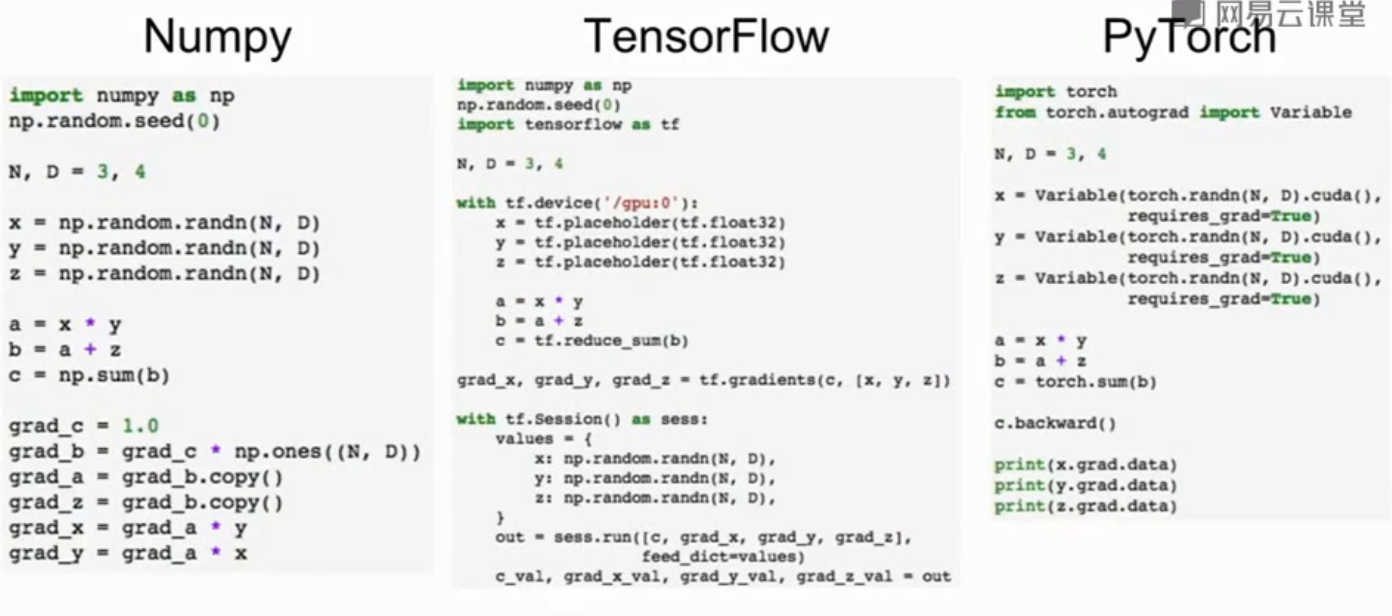 网易云课堂
Numpy
import numpy as np
np.random.seed(0)
N, D = 3, 4
x = np.random.randn(N, D)
y = np.random.randn(N, D)
z = np.random.randn(N, D)
a = x * y
b = a + z
c = np.sum(b)
grad_c = 1.0
grad_b = grad_c * np.ones((N, D))
grad_a = grad_b.copy()
grad_z = grad_b.copy()
grad_x = grad_a * y
grad_y = grad_a * x
TensorFlow
import numpy as np
np.random.seed(0)
import tensorflow as tf
N, D = 3, 4
with tf.device('/gpu:0'):
    x = tf.placeholder(tf.float32)
    y = tf.placeholder(tf.float32)
    z = tf.placeholder(tf.float32)
    a = x * y
    b = a + z
    c = tf.reduce_sum(b)
grad_x, grad_y, grad_z = tf.gradients(c, [x, y, z])
with tf.Session() as sess:
    values = {
        x: np.random.randn(N, D),
        y: np.random.randn(N, D),
        z: np.random.randn(N, D),
    }
    out = sess.run([c, grad_x, grad_y, grad_z],
                   feed_dict=values)
    c_val, grad_x_val, grad_y_val, grad_z_val = out
PyTorch
import torch
from torch.autograd import Variable
N, D = 3, 4
x = Variable(torch.randn(N, D).cuda(),
             requires_grad=True)
y = Variable(torch.randn(N, D).cuda(),
             requires_grad=True)
z = Variable(torch.randn(N, D).cuda(),
             requires_grad=True)
a = x * y
b = a + z
c = torch.sum(b)
c.backward()
print(x.grad.data)
print(y.grad.data)
print(z.grad.data)